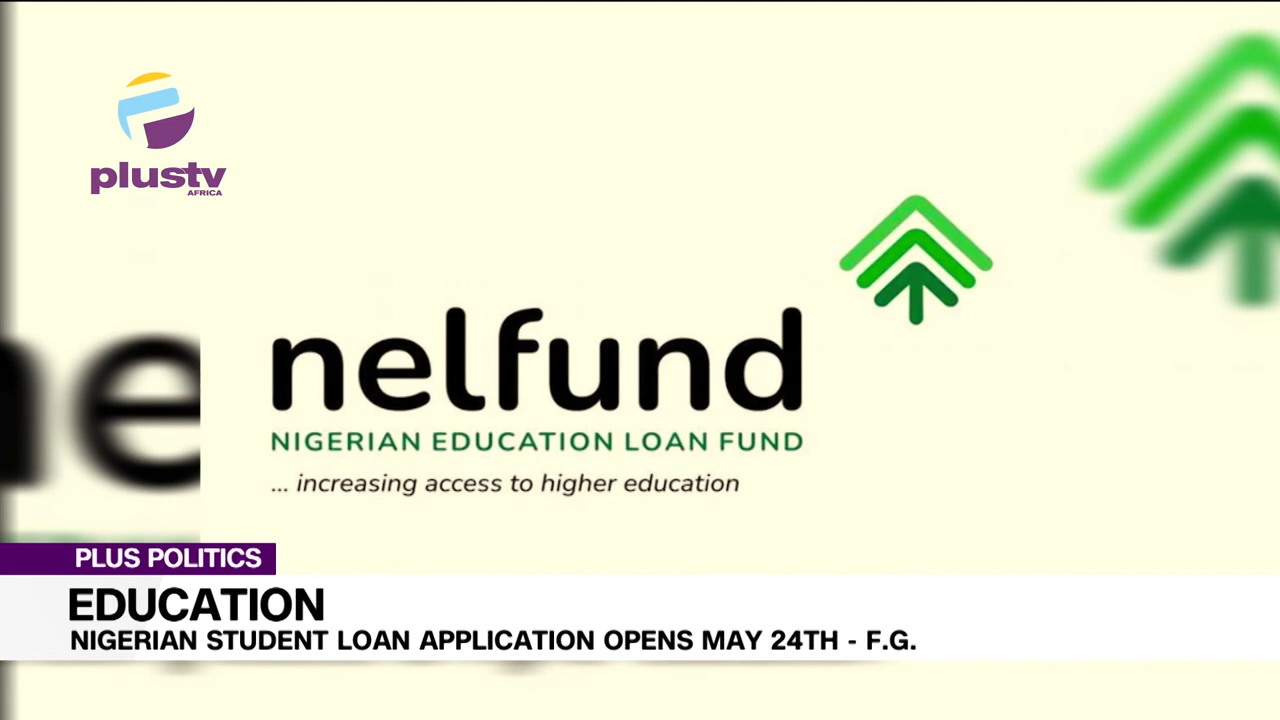 plustv
AFRICA
ne
nelfund
NIGERIAN EDUCATION LOAN FUND
... increasing access to higher education
PLUS POLITICS
EDUCATION
NIGERIAN STUDENT LOAN APPLICATION OPENS MAY 24TH - F.G.